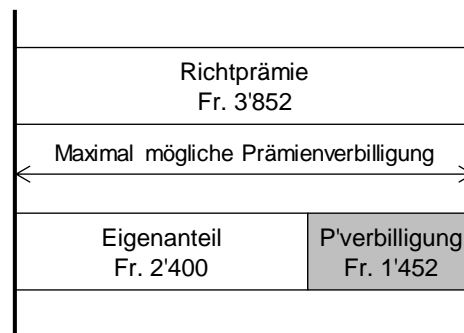 Richtprämie
Fr. 3'852
Maximal mögliche Prämienverbilligung
Eigenanteil
Fr. 2'400
P'verbilligung
Fr. 1'452